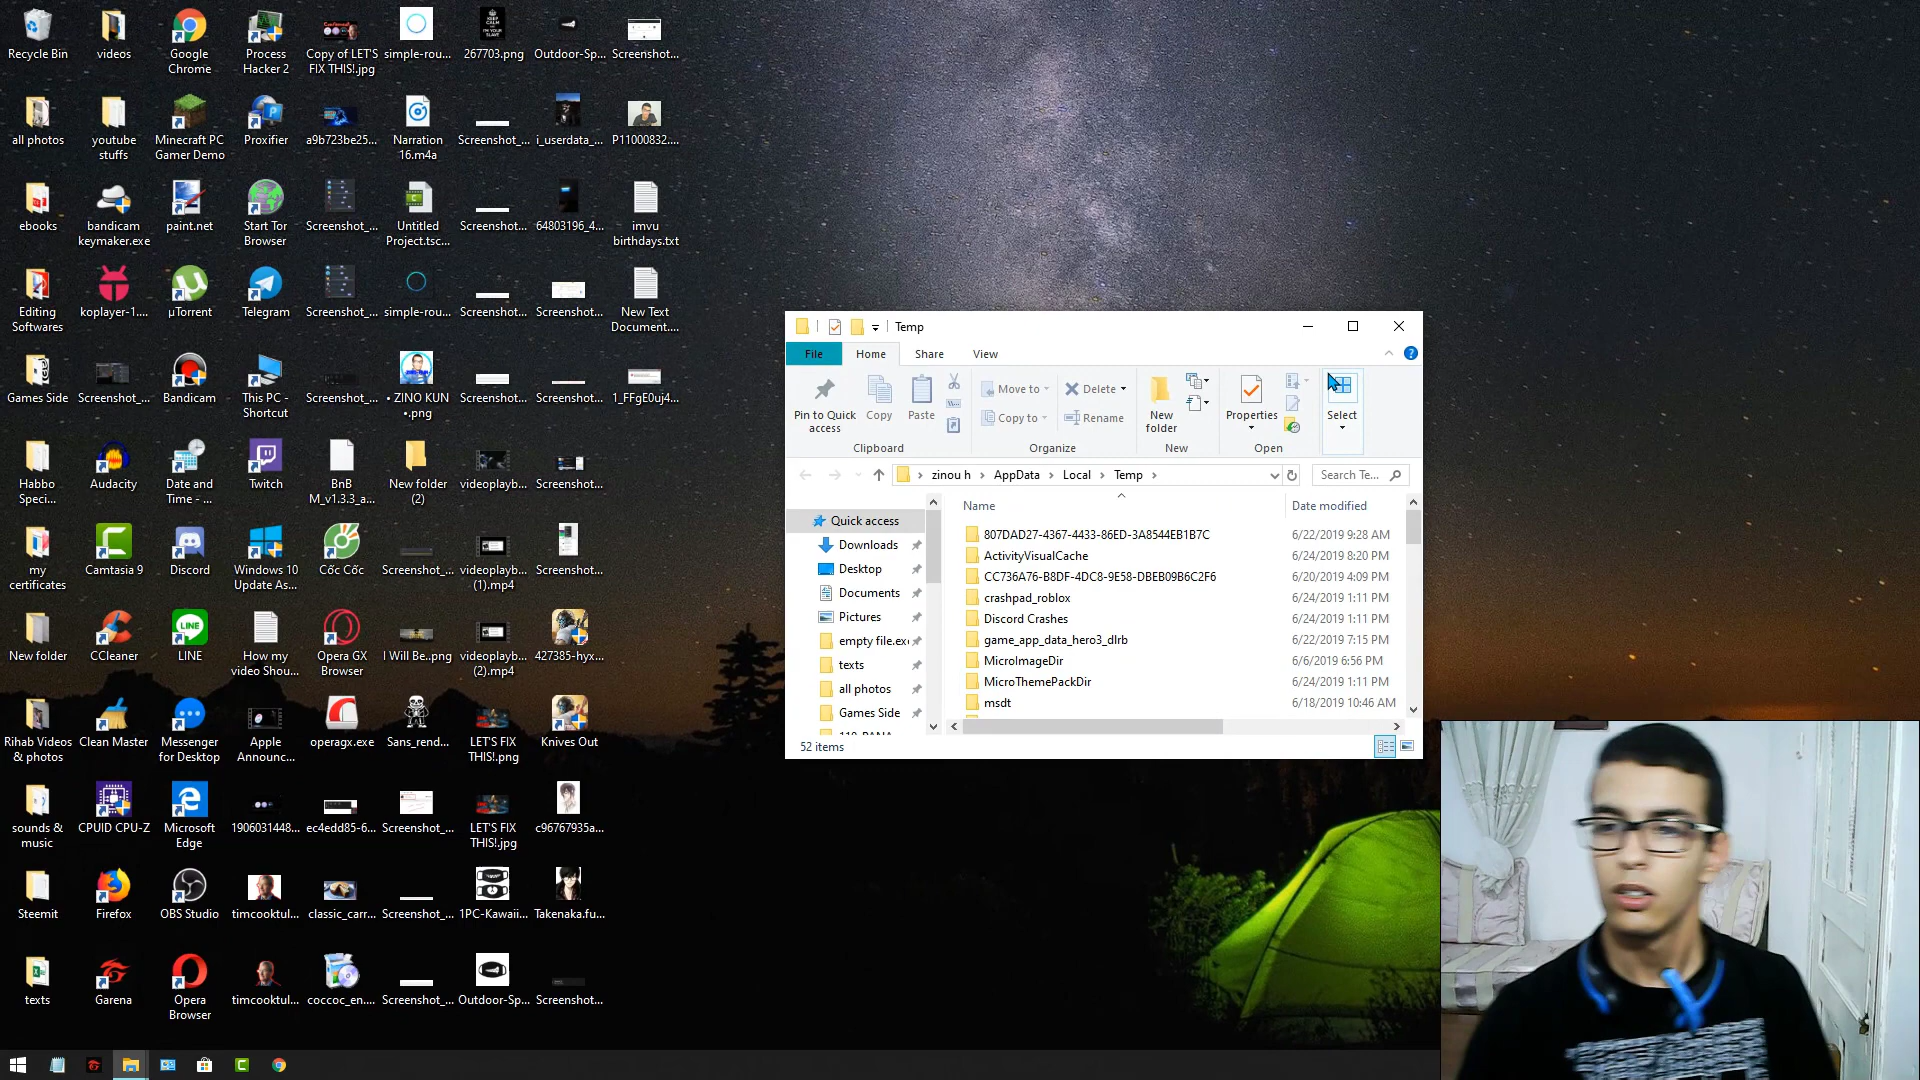 Recycle Bin
videos
Google
Chrome
Process
Hacker 2
Copy of LET'S
FIX THIS!.jpg
simple-rou...
267703.png
Outdoor-Sp...
Screenshot...
all photos
youtube
stuffs
Minecraft PC
Gamer Demo
Proxifier
a9b723be25...
Narration
16.m4a
Screenshot_...
i_userdata_...
P11000832....
ebooks
bandicam
keymaker.exe
paint.net
Start Tor
Browser
Screenshot_...
Untitled
Project.tsc...
Screenshot...
64803196_4...
imvu
birthdays.txt
Editing
Softwares
koplayer-1....
µTorrent
Telegram
Screenshot_...
simple-rou...
Screenshot...
Screenshot...
New Text
Document....
Games Side
Screenshot_...
Bandicam
This PC -
Shortcut
Screenshot_...
• ZINO KUN
•.png
Screenshot...
Screenshot...
1_FFgE0uj4...
Habbo
Speci...
Audacity
Date and
Time - ...
Twitch
BnB
M_v1.3.3_a...
New folder
(2)
videoplayb...
Screenshot...
my
certificates
Camtasia 9
Discord
Windows 10
Update As...
Cốc Cốc
Screenshot_...
videoplayb...
(1).mp4
Screenshot...
New folder
CCleaner
LINE
How my
video Shou...
Opera GX
Browser
I Will Be..png
videoplayb...
(2).mp4
427385-hyx...
Rihab Videos
& photos
Clean Master
Messenger
for Desktop
Apple
Announc...
operagx.exe
Sans_rend...
LET'S FIX
THIS!.png
Knives Out
sounds &
music
CPUID CPU-Z
Microsoft
Edge
1906031448...
ec4edd85-6...
Screenshot_...
LET'S FIX
THIS!.jpg
c96767935a...
Steemit
Firefox
OBS Studio
timcooktul...
classic_carr...
Screenshot_...
1PC-Kawaii...
Takenaka.fu...
texts
Garena
Opera
Browser
timcooktul...
coccoc_en....
Screenshot_...
Outdoor-Sp...
Screenshot...
Temp
File
Home
Share
View
Pin to Quick
access
Copy
Paste
Move to
Copy to
Delete
Rename
New
folder
Properties
Select
Clipboard
Organize
New
Open
zinou h
AppData
Local
Temp
Search Te...
Quick access
Downloads
Desktop
Documents
Pictures
empty file.ex
texts
all photos
Games Side
Name
Date modified
807DAD27-4367-4433-86ED-3A8544EB1B7C 6/22/2019 9:28 AM
ActivityVisualCache 6/24/2019 8:20 PM
CC736A76-B8DF-4DC8-9E58-DBEB09B6C2F6 6/20/2019 4:09 PM
crashpad_roblox 6/24/2019 1:11 PM
Discord Crashes 6/24/2019 1:11 PM
game_app_data_hero3_dlrb 6/22/2019 7:15 PM
MicroImageDir 6/6/2019 6:56 PM
MicroThemePackDir 6/24/2019 1:11 PM
msdt 6/18/2019 10:46 AM
52 items